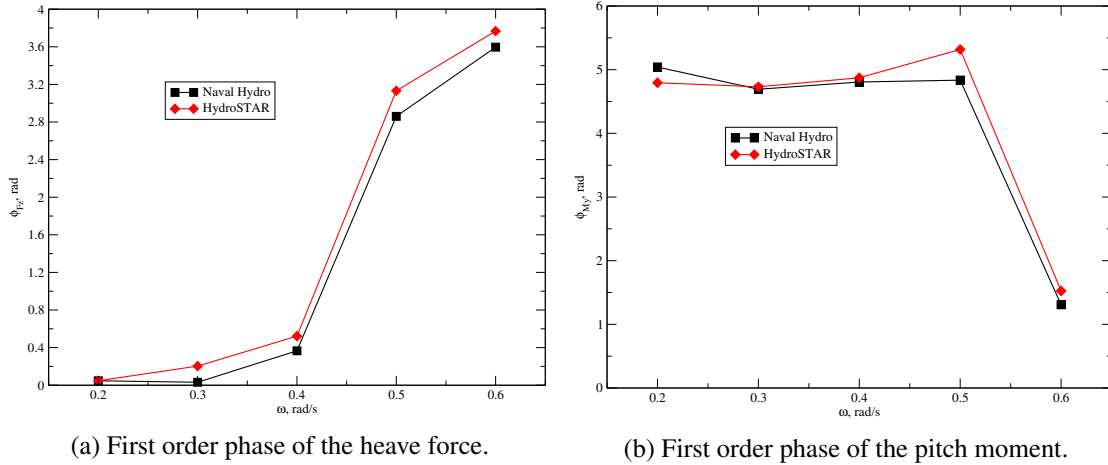 4
3.6
3.2
2.8
2.4
2
1.6
1.2
0.8
0.4
0
ϕFz, rad
Naval Hydro
HydroSTAR
0.2 0.3 0.4 0.5 0.6
ω, rad/s
(a) First order phase of the heave force.
6
5
4
3
2
1
0
ϕMy, rad
Naval Hydro
HydroSTAR
0.2 0.3 0.4 0.5 0.6
ω, rad/s
(b) First order phase of the pitch moment.